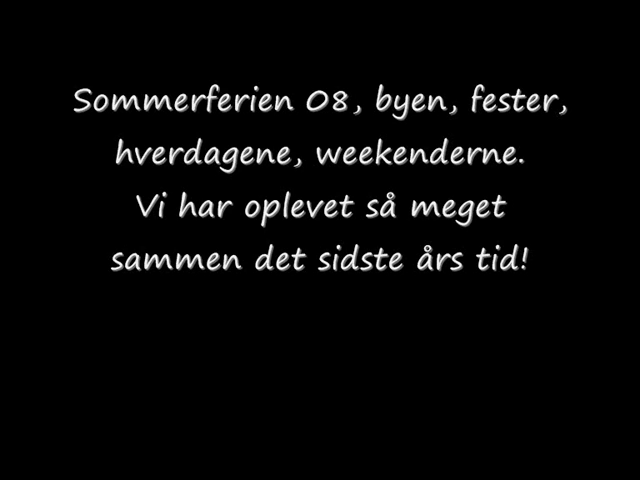 Sommerferien 08, byen, fester,
hverdagene, weekenderne.
Vi har oplevet så meget
sammen det sidste års tid!